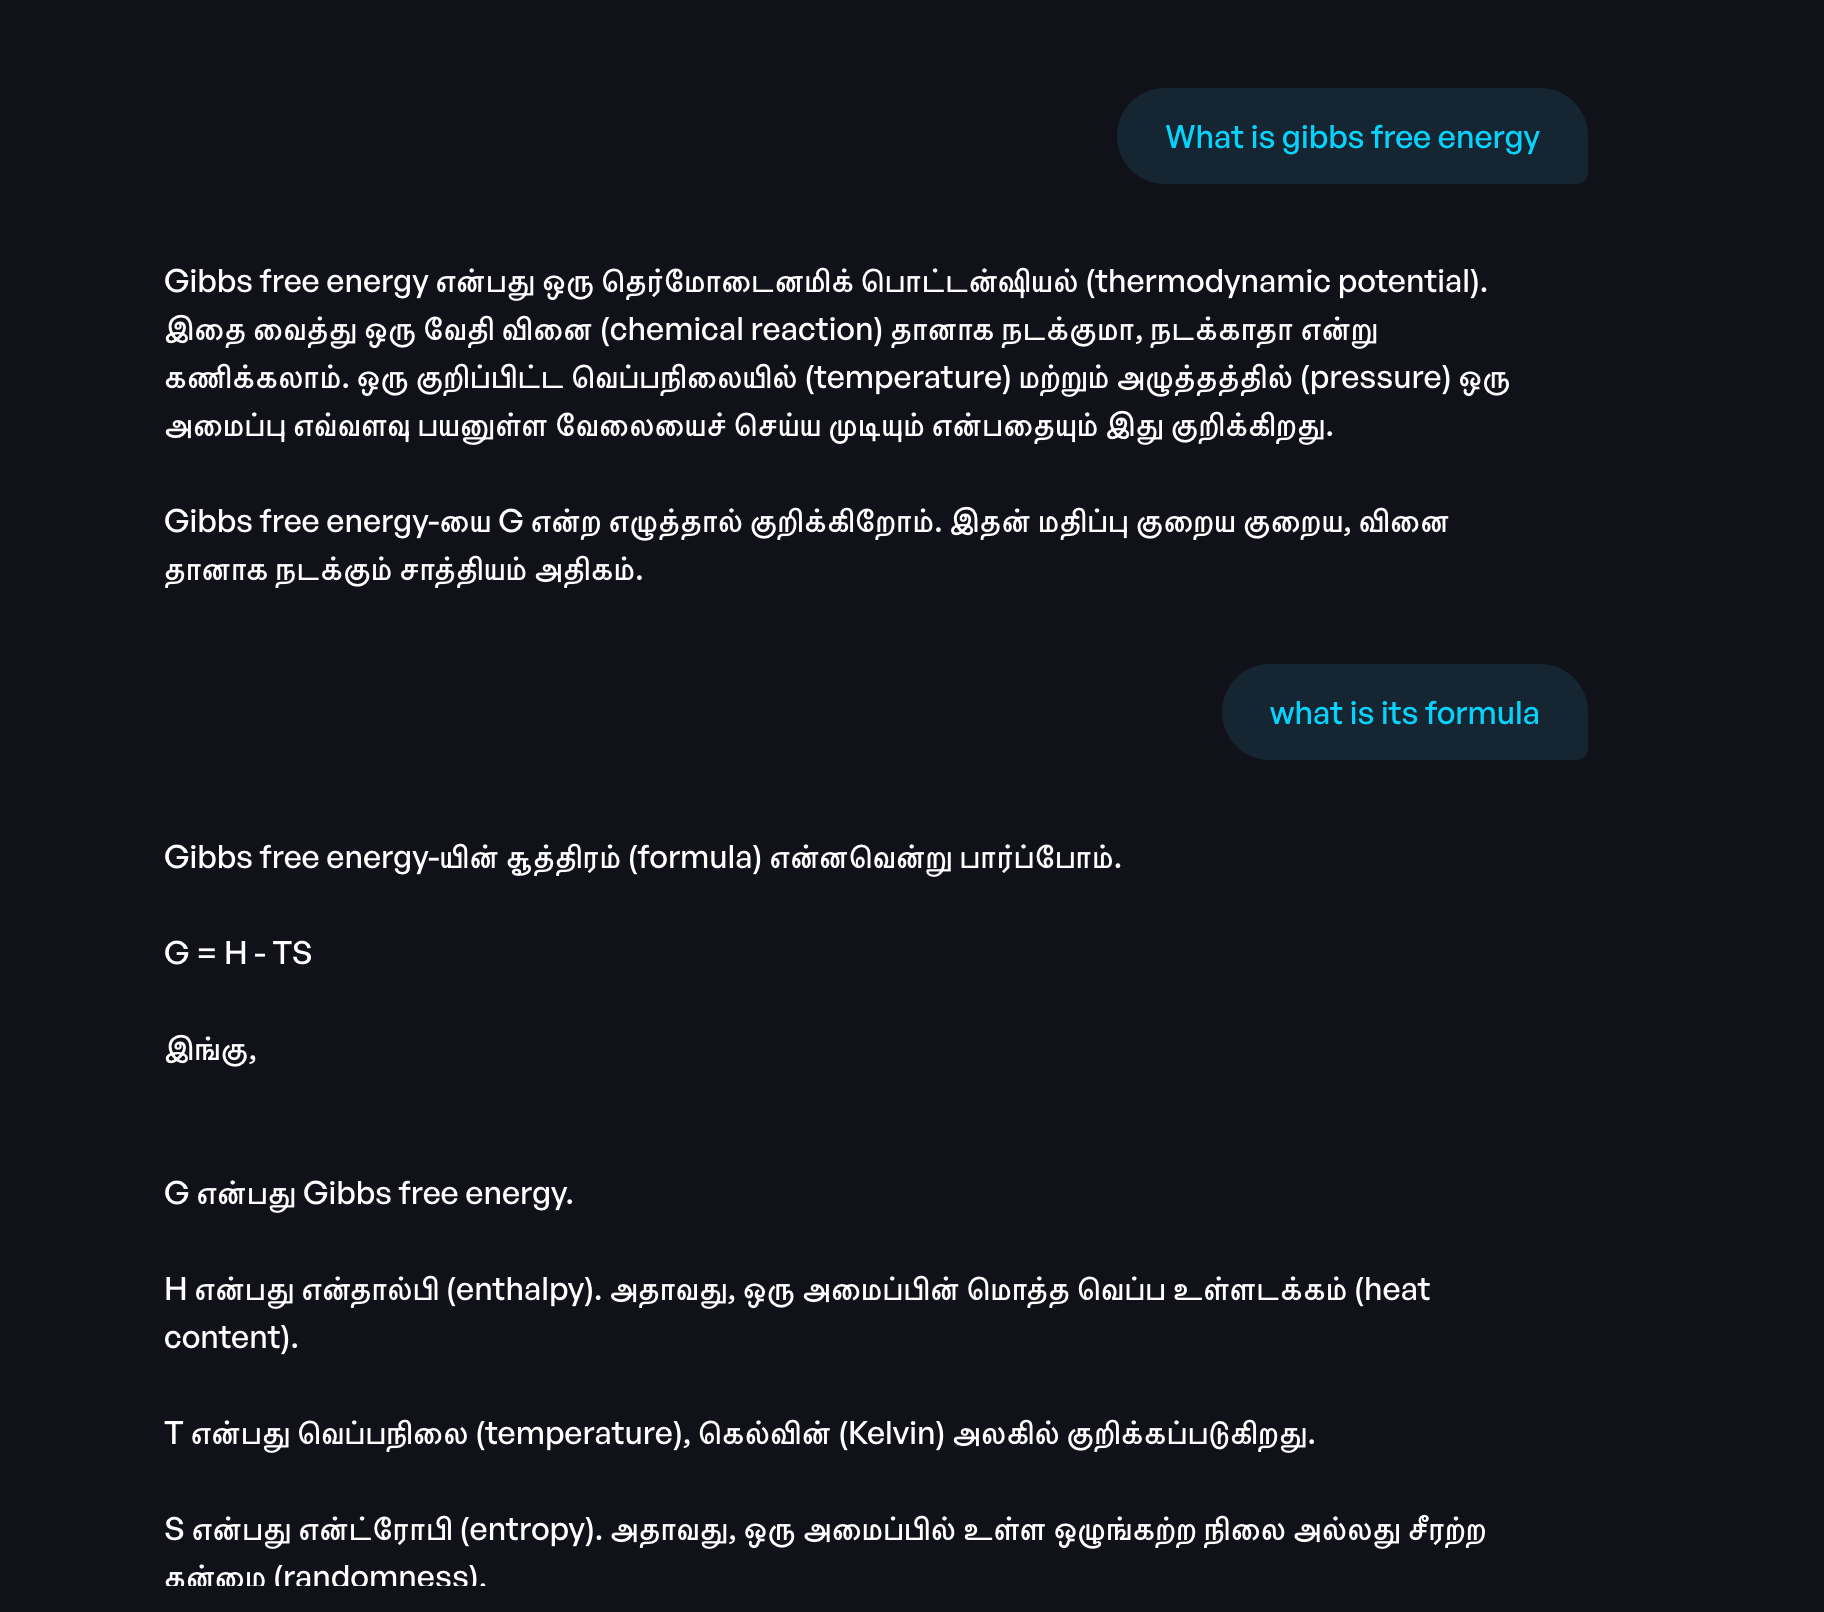 What is gibbs free energy
Gibbs free energy என்பது ஒரு தெர்மோடைனமிக் பொட்டன்ஷியல் (thermodynamic potential).
இதை வைத்து ஒரு வேதி வினை (chemical reaction) தானாக நடக்குமா, நடக்காதா என்று
கணிக்கலாம். ஒரு குறிப்பிட்ட வெப்பநிலையில் (temperature) மற்றும் அழுத்தத்தில் (pressure) ஒரு
அமைப்பு எவ்வளவு பயனுள்ள வேலையைச் செய்ய முடியும் என்பதையும் இது குறிக்கிறது.
Gibbs free energy-யை G என்ற எழுத்தால் குறிக்கிறோம். இதன் மதிப்பு குறைய குறைய, வினை
தானாக நடக்கும் சாத்தியம் அதிகம்.
what is its formula
Gibbs free energy-யின் சூத்திரம் (formula) என்னவென்று பார்ப்போம்.
G = H - TS
இங்கு,
G என்பது Gibbs free energy.
H என்பது என்தால்பி (enthalpy). அதாவது, ஒரு அமைப்பின் மொத்த வெப்ப உள்ளடக்கம் (heat
content).
T என்பது வெப்பநிலை (temperature), கெல்வின் (Kelvin) அலகில் குறிக்கப்படுகிறது.
S என்பது என்ட்ரோபி (entropy). அதாவது, ஒரு அமைப்பில் உள்ள ஒழுங்கற்ற நிலை அல்லது சீரற்ற
தன்மை (randomness).